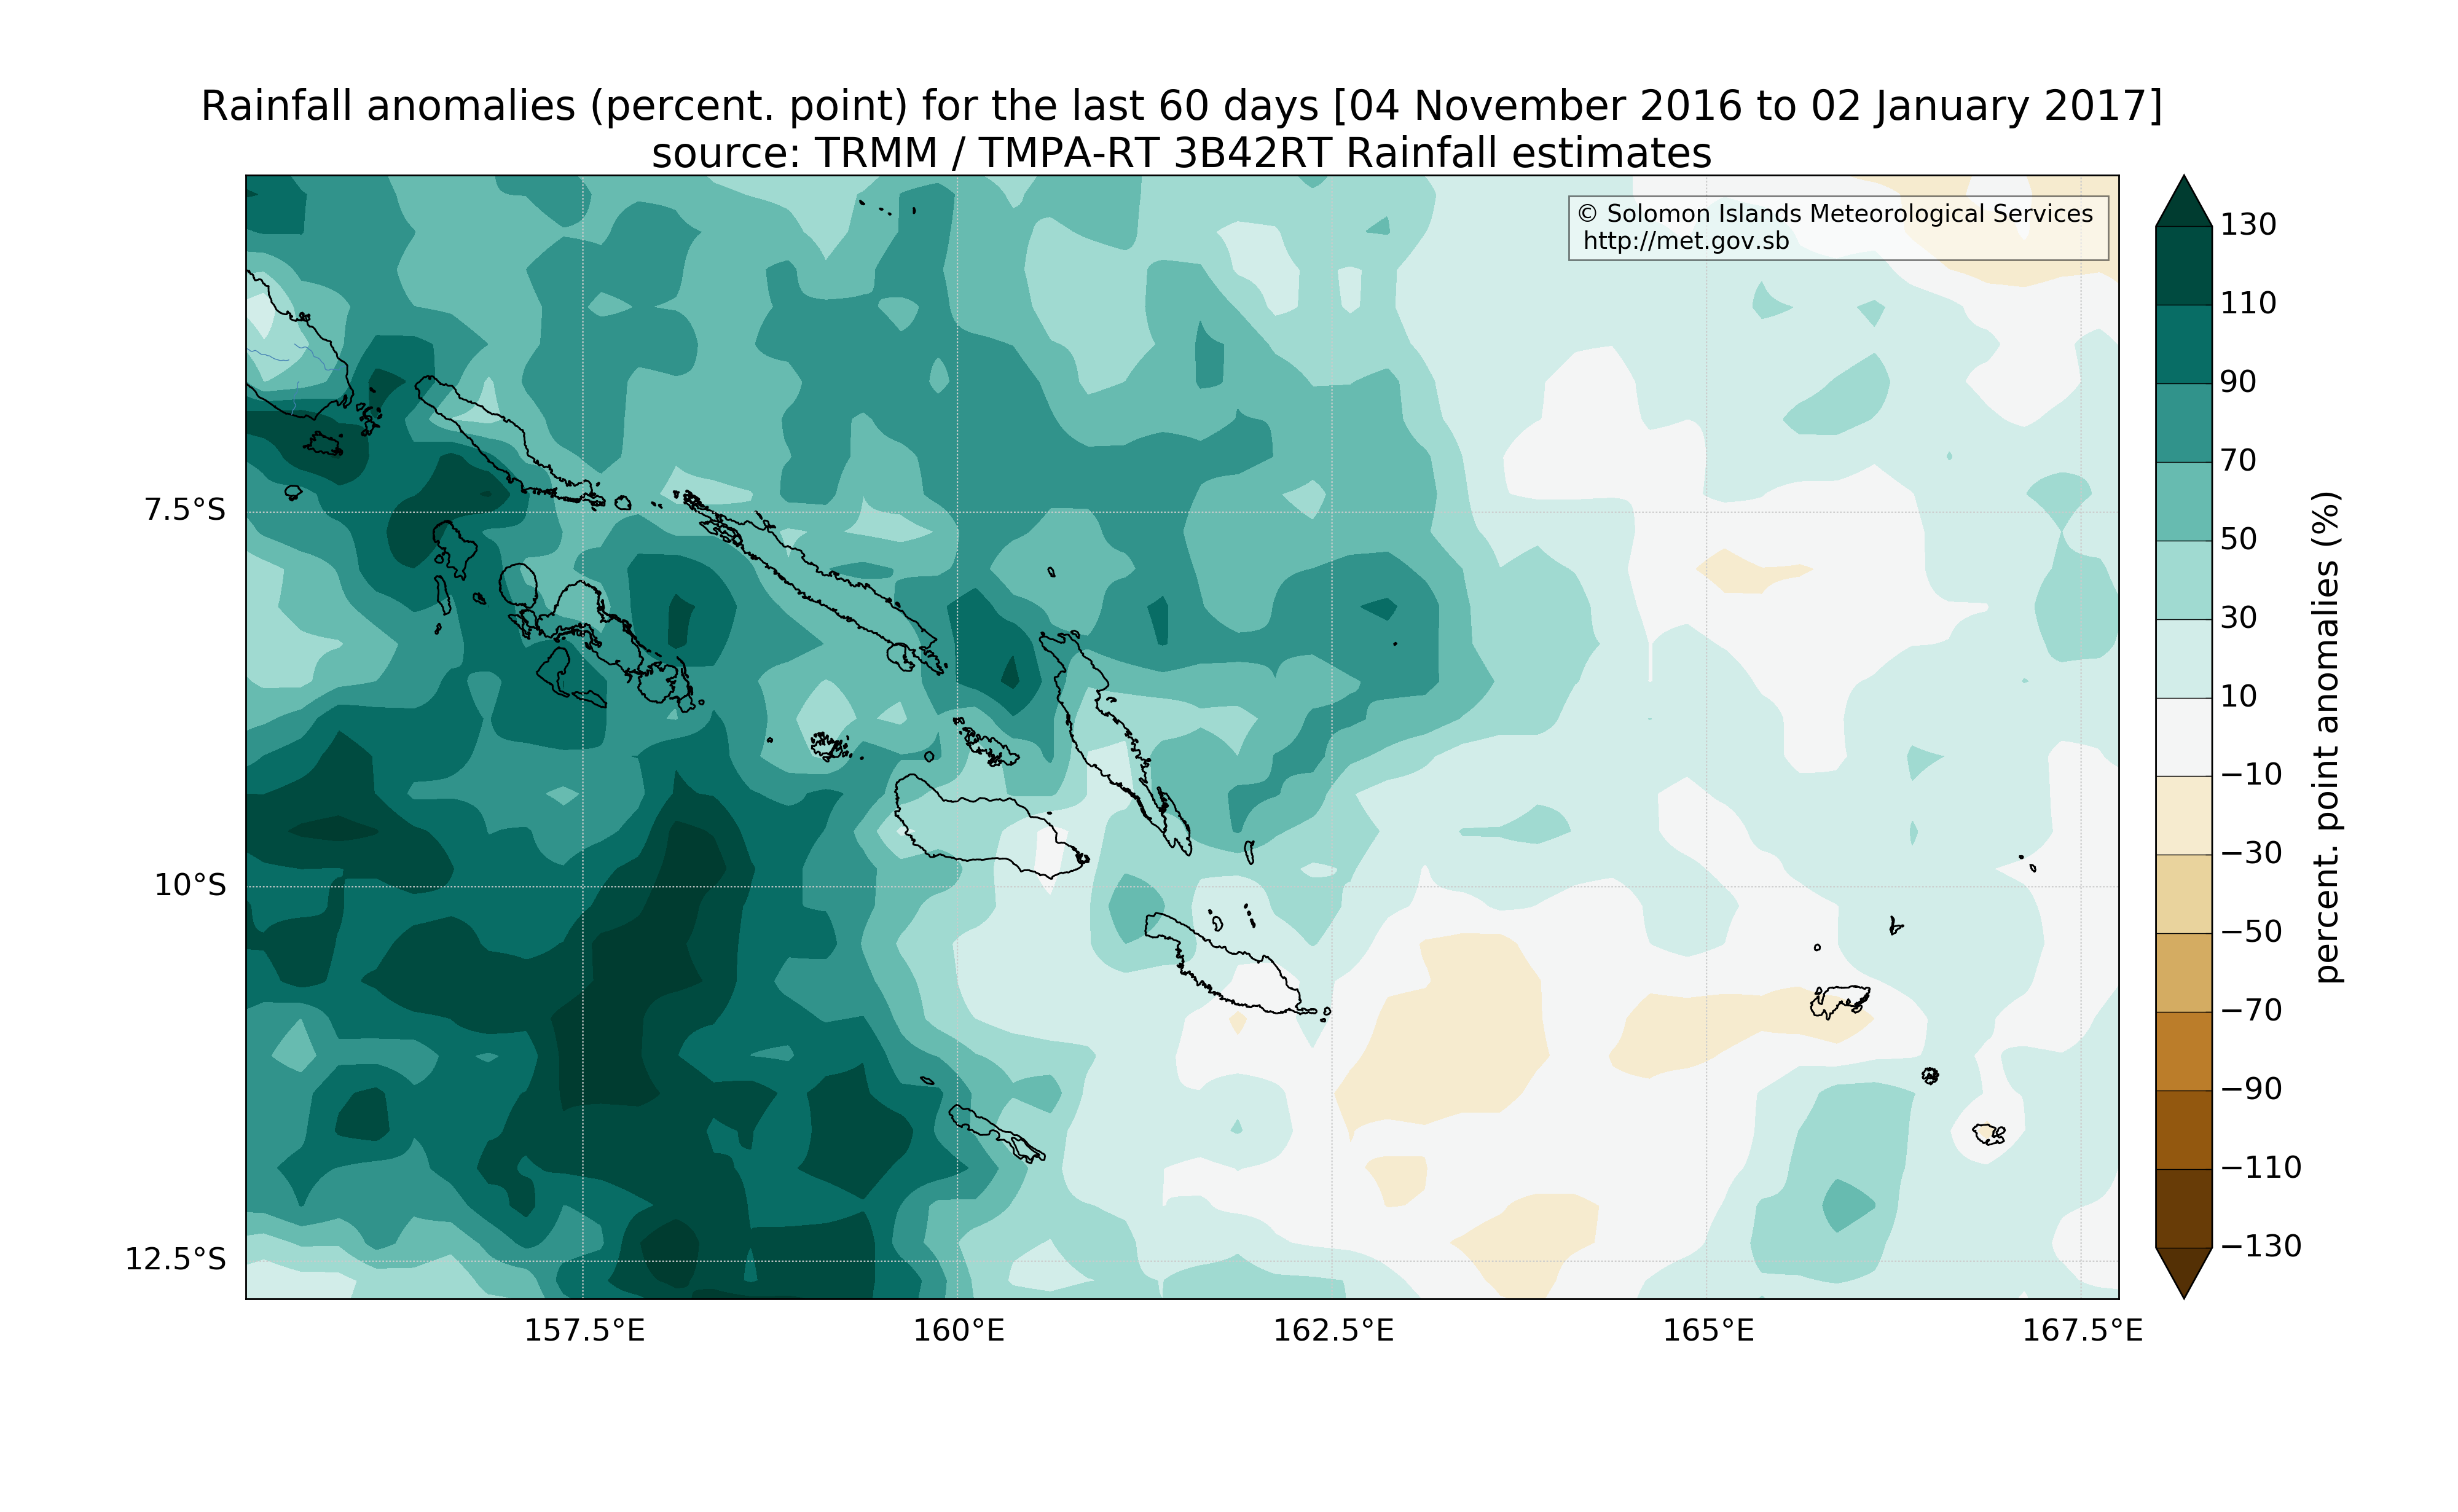 Rainfall anomalies (percent. point) for the last 60 days [04 November 2016 to 02 January 2017]
source: TRMM / TMPA-RT 3B42RT Rainfall estimates
© Solomon Islands Meteorological Services
http://met.gov.sb
7.5°S
10°S
12.5°S
157.5°E
160°E
162.5°E
165°E
167.5°E
130
110
90
70
50
30
10
−10
−30
−50
−70
−90
−110
−130
percent. point anomalies (%)